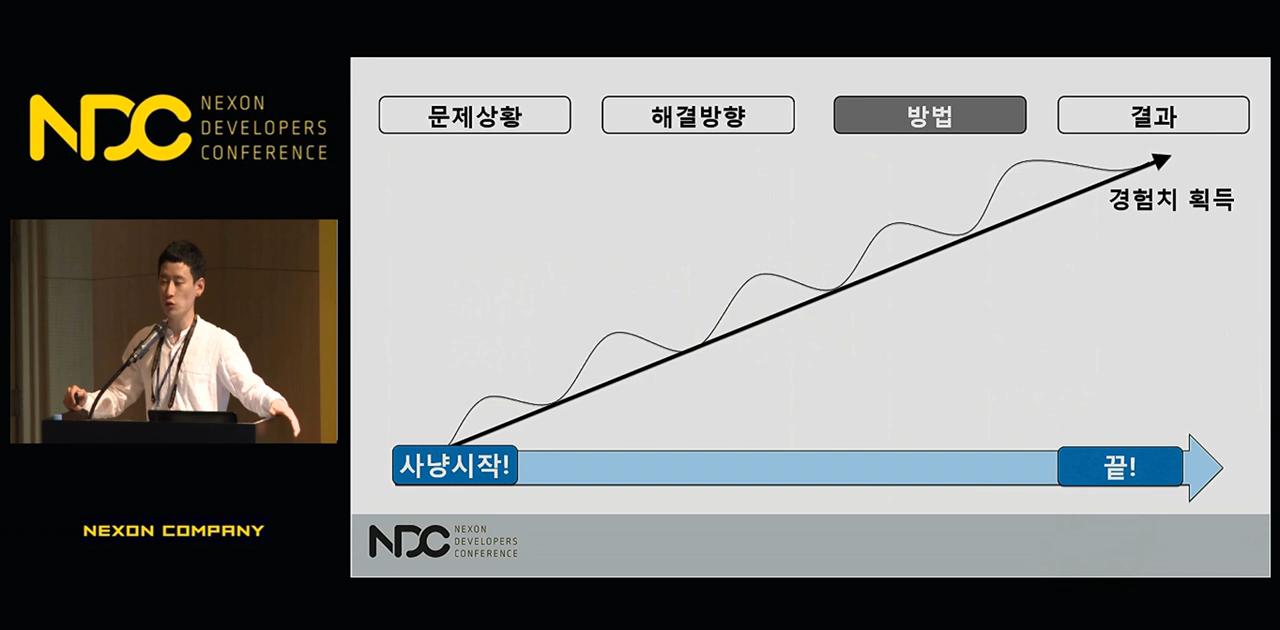 NDC
NEXON
DEVELOPERS
CONFERENCE
NEXON COMPANY
문제상황
해결방향
방법
결과
경험치 획득
사냥시작!
끝!
NDC
NEXON
DEVELOPERS
CONFERENCE